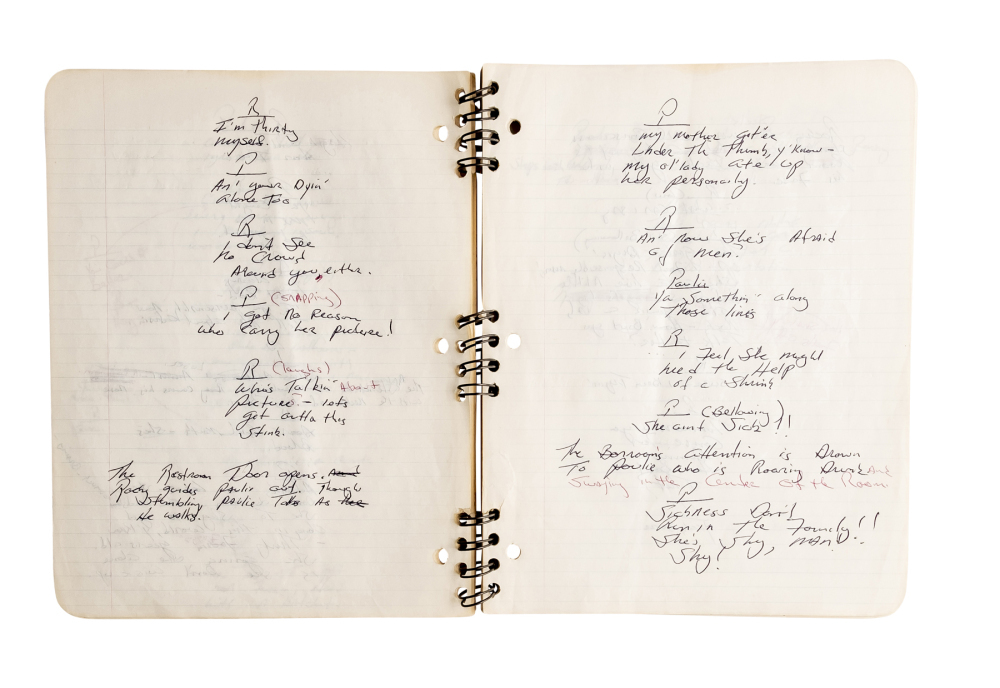 R
I'm thirty
myself.
P
An' your Dyin'
alone Too
R
I don't See
no Crowd
Around you, either.
P (SNAPPING)
I got No Reason
who carry her picture!
R (laughs)
who's Talkin' About
picture. – lets
get outta this
Stink.
The Restroom Door opens. And
Rocky guides paulie out. Though
Stumbling paulie Talks As
He walks.
P
my mother got'er
Under Th Thumb, y'know –
my ol'lady ate up
her personality.
R
An' now She's Afraid
of men?
Paulie
Ya Somethin' along
Those lines
R
I Feel She might
need the Help
of a Shrink
P (Bellowing)
She aint Sick!!
The Barrooms attention is Drawn
To Paulie who is Roaring Drunk And
Swaying in the Center of the Room
P
Sickness Don't
Run in The Family!!
She's Shy, MAN!!
Shy!